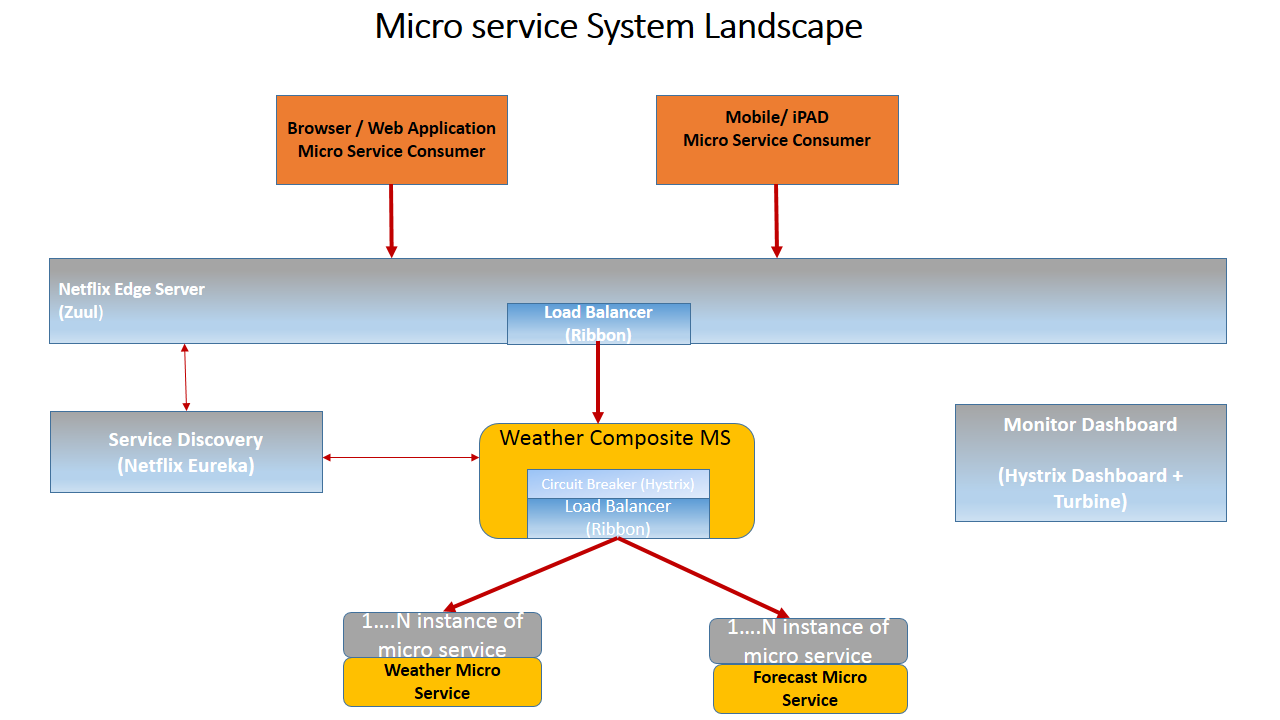 Micro service System Landscape
Browser / Web Application
Micro Service Consumer
Mobile/ iPAD
Micro Service Consumer
Netflix Edge Server
(Zuul)
Load Balancer
(Ribbon)
Service Discovery
(Netflix Eureka)
Weather Composite MS
Circuit Breaker (Hystrix)
Load Balancer
(Ribbon)
Monitor Dashboard
(Hystrix Dashboard +
Turbine)
1....N instance of
micro service
Weather Micro
Service
1....N instance of
micro service
Forecast Micro
Service